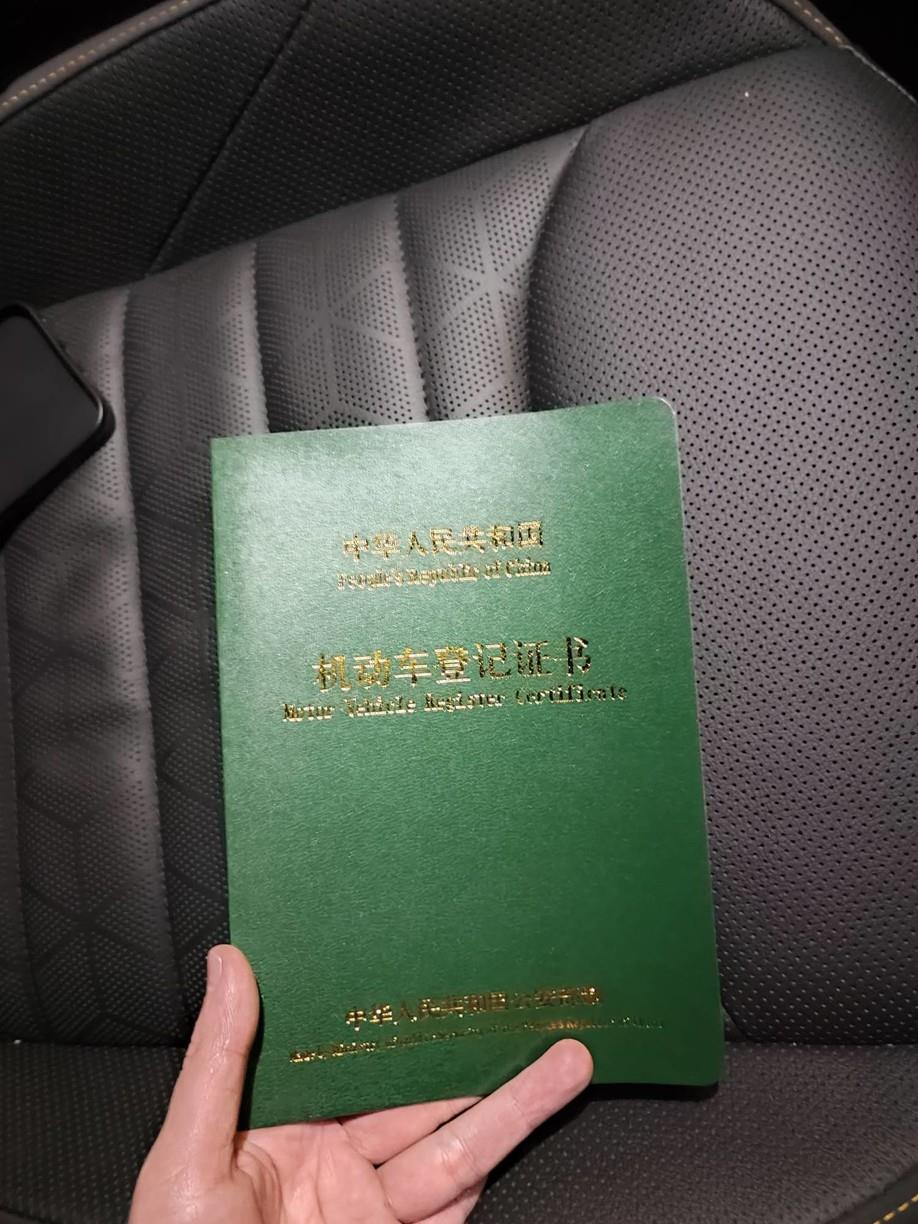 中华人民共和国
People's Republic of China
机动车登记证书
Motor Vehicle Register Certificate
中华人民共和国公安部制